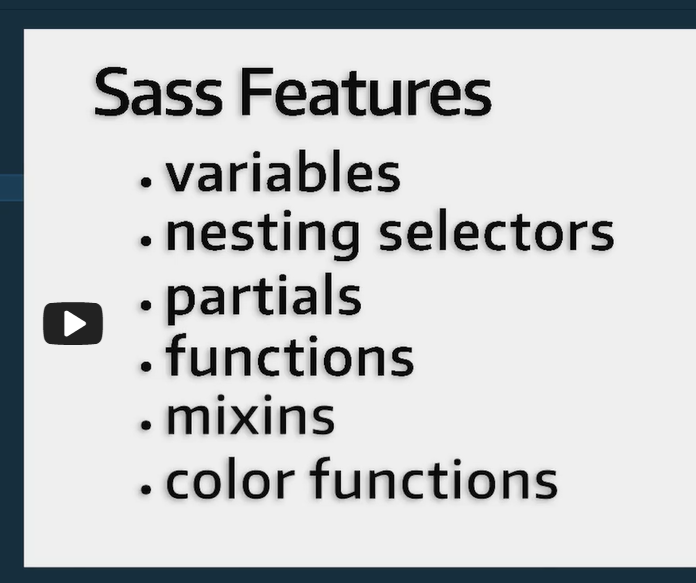 Sass Features
• variables
• nesting selectors
• partials
• functions
• mixins
• color functions